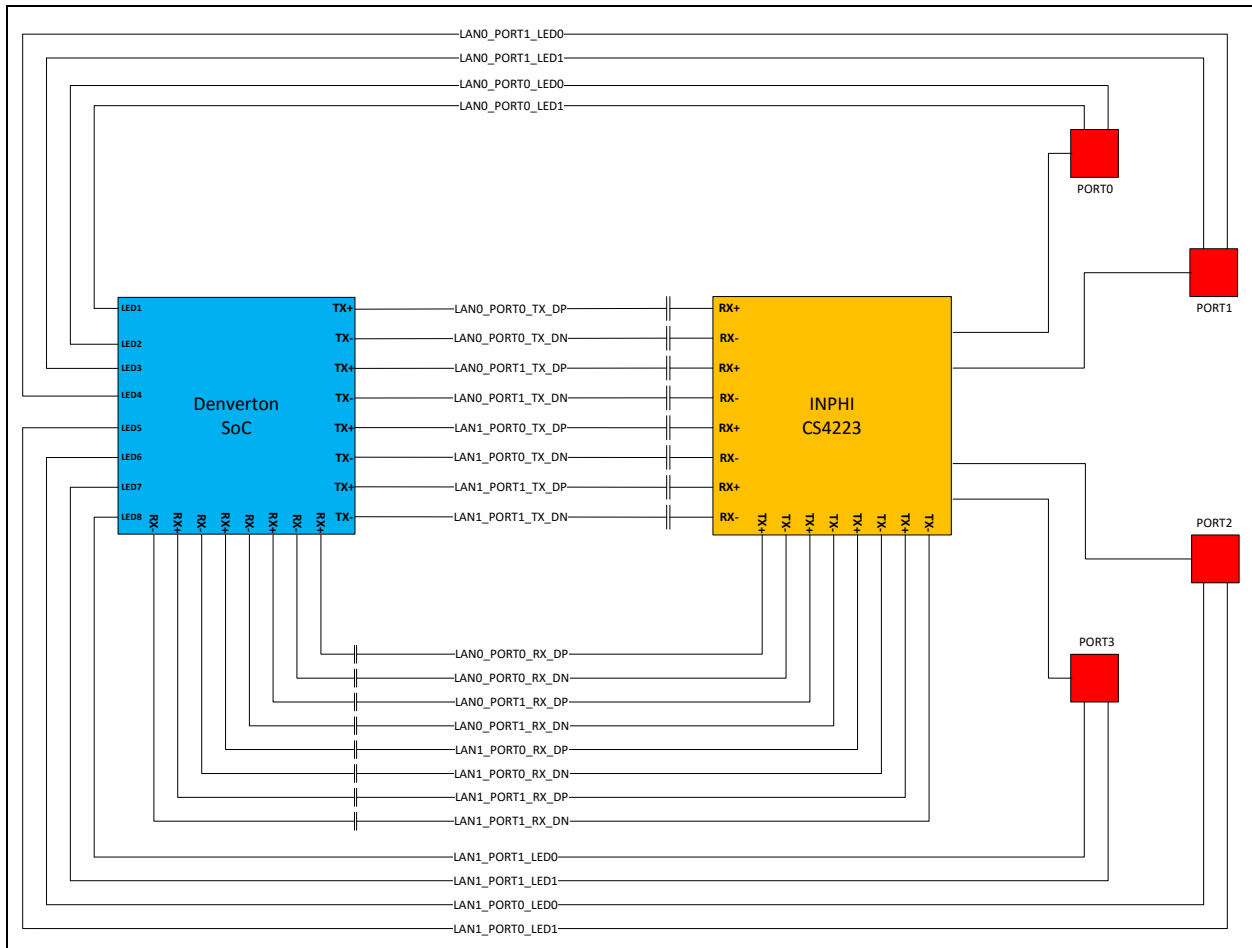 LAN0_PORT1_LED0
LAN0_PORT1_LED1
LAN0_PORT0_LED0
LAN0_PORT0_LED1
PORT0
PORT1
LED1
LED2
LED3
LED4
LED5
LED6
LED7
LED8
Denverton
SoC
TX+
TX-
TX+
TX-
TX+
TX-
TX+
TX-
RX-
RX+
RX-
RX+
RX-
RX+
RX-
RX+
LAN0_PORT0_TX_DP
LAN0_PORT0_TX_DN
LAN0_PORT1_TX_DP
LAN0_PORT1_TX_DN
LAN1_PORT0_TX_DP
LAN1_PORT0_TX_DN
LAN1_PORT1_TX_DP
LAN1_PORT1_TX_DN
RX+
RX-
RX+
RX-
RX+
RX-
RX+
RX-
INPHI
CS4223
TX+
TX-
TX+
TX-
TX+
TX-
TX+
TX-
PORT2
PORT3
LAN0_PORT0_RX_DP
LAN0_PORT0_RX_DN
LAN0_PORT1_RX_DP
LAN0_PORT1_RX_DN
LAN1_PORT0_RX_DP
LAN1_PORT0_RX_DN
LAN1_PORT1_RX_DP
LAN1_PORT1_RX_DN
LAN1_PORT1_LED0
LAN1_PORT1_LED1
LAN1_PORT0_LED0
LAN1_PORT0_LED1